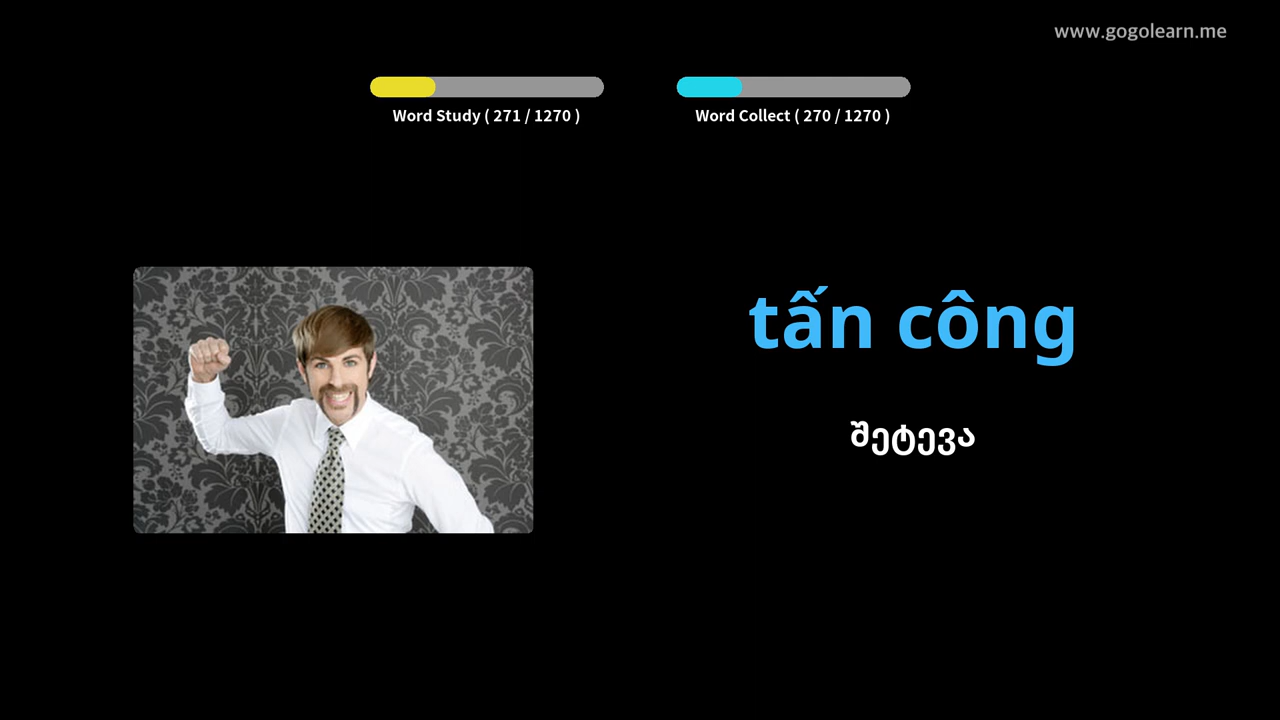 www.gogolearn.me
Word Study ( 271 / 1270 )
Word Collect ( 270 / 1270 )
tấn công
შეტევა